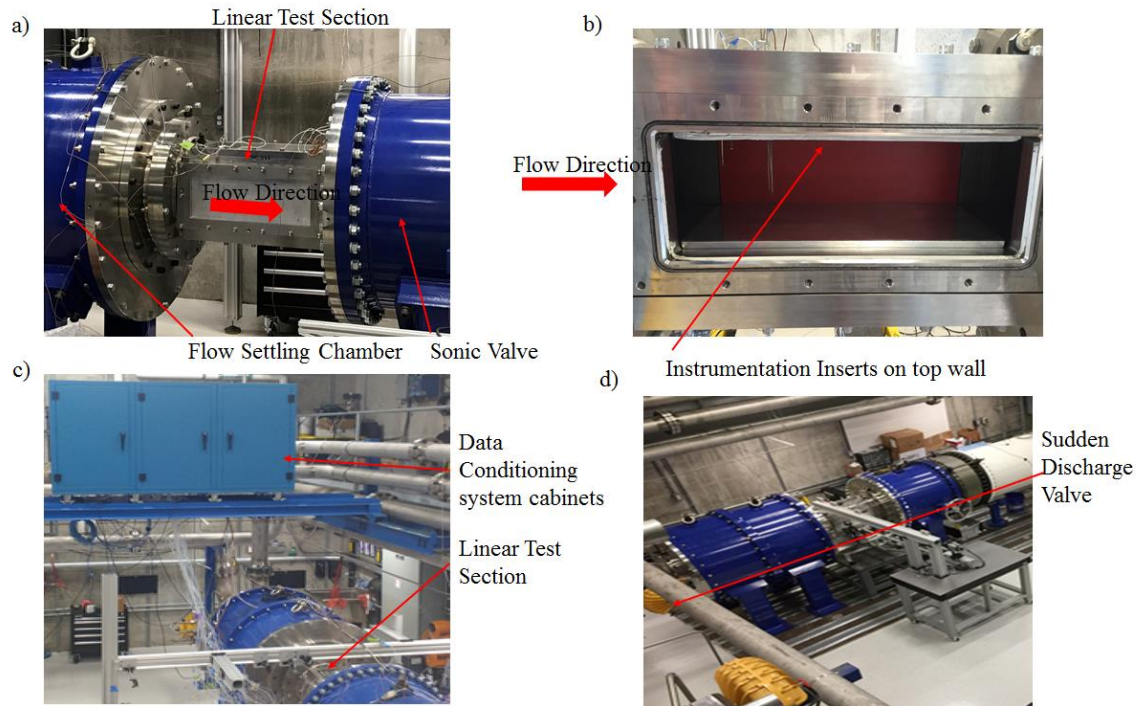 Linear Test Section
a)
b)
Flow Direction
Flow Direction
Flow Settling Chamber
Sonic Valve
Instrumentation Inserts on top wall
c)
d)
Data
Conditioning
system cabinets
Linear Test
Section
Sudden
Discharge
Valve